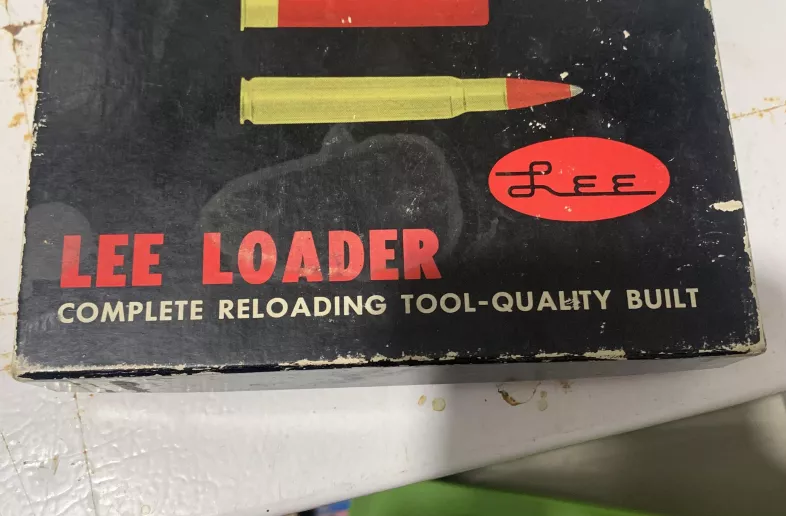 LEE
LEE LOADER
COMPLETE RELOADING TOOL-QUALITY BUILT